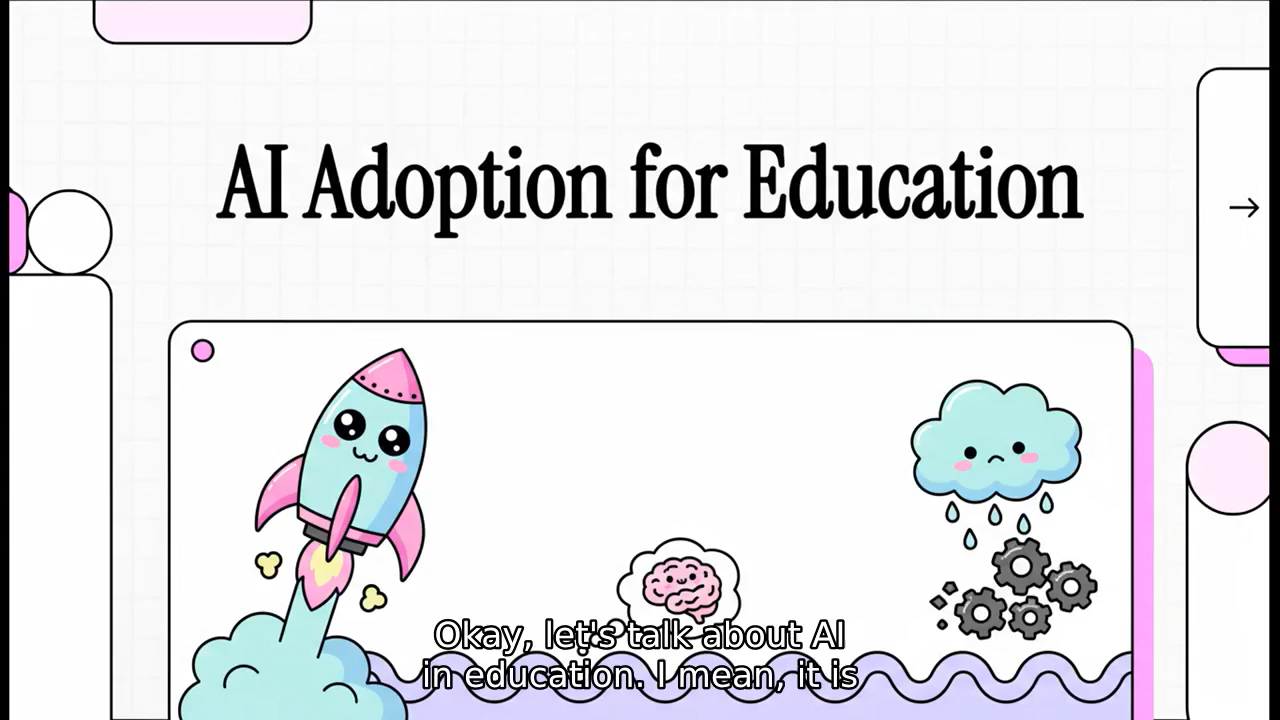 AI Adoption for Education
Okay, let's talk about AI
in education. I mean, it is